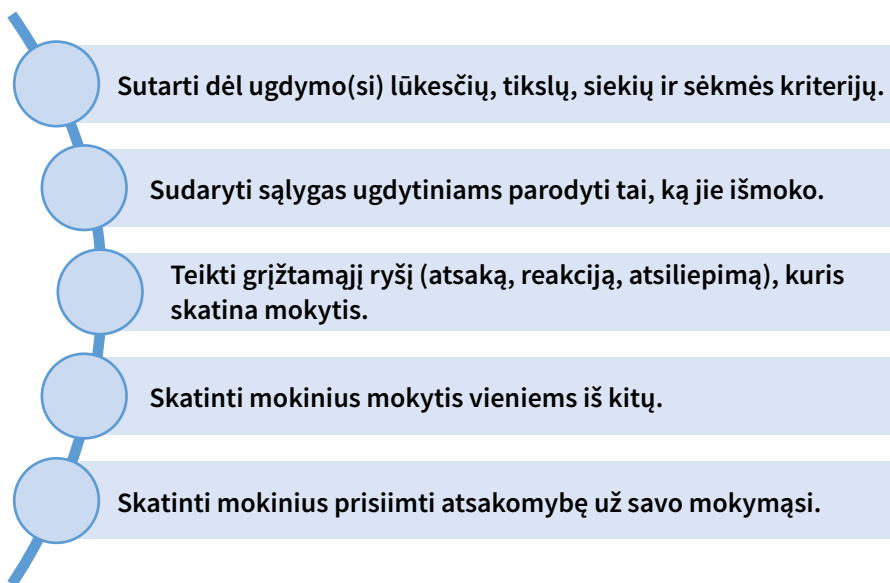 Sutarti dėl ugdymo(si) lūkesčių, tikslų, siekių ir sėkmės kriterijų.
Sudaryti sąlygas ugdytiniams parodyti tai, ką jie išmoko.
Teikti grįžtamąjį ryšį (atsaką, reakciją, atsiliepimą), kuris
skatina mokytis.
Skatinti mokinius mokytis vieniems iš kitų.
Skatinti mokinius prisiimti atsakomybę už savo mokymąsi.